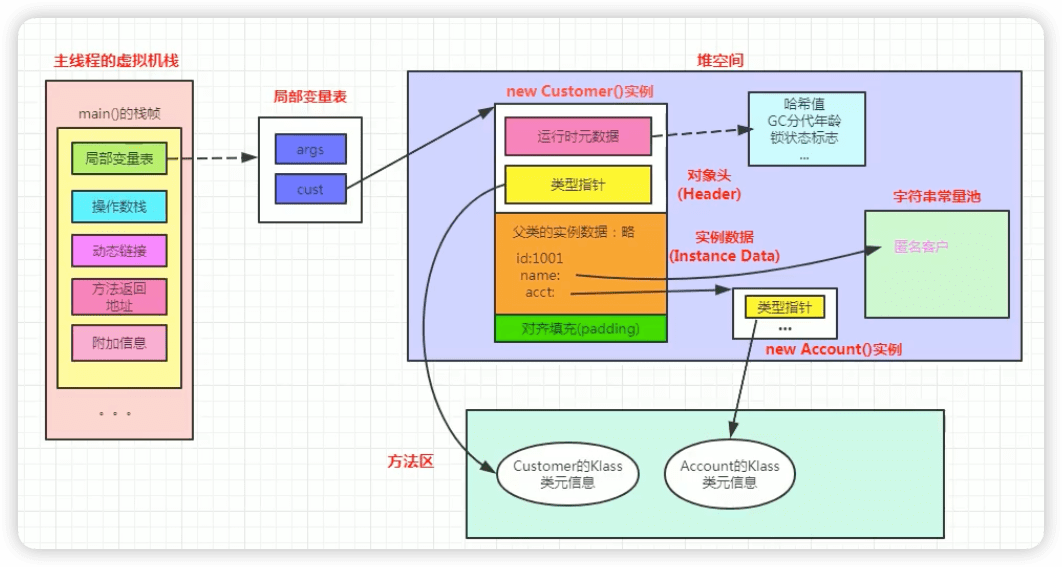 主线程的虚拟机栈
main()的栈帧
局部变量表
操作数栈
动态链接
方法返回
地址
附加信息
。。。
局部变量表
args
cust
堆空间
new Customer()实例
运行时元数据
类型指针
对象头
(Header)
哈希值
GC分代年龄
锁状态标志
...
父类的实例数据：略
id:1001
name:
acct:
实例数据
(Instance Data)
对齐填充(padding)
字符串常量池
匿名客户
类型指针
...
new Account()实例
方法区
Customer的Klass
类元信息
Account的Klass
类元信息